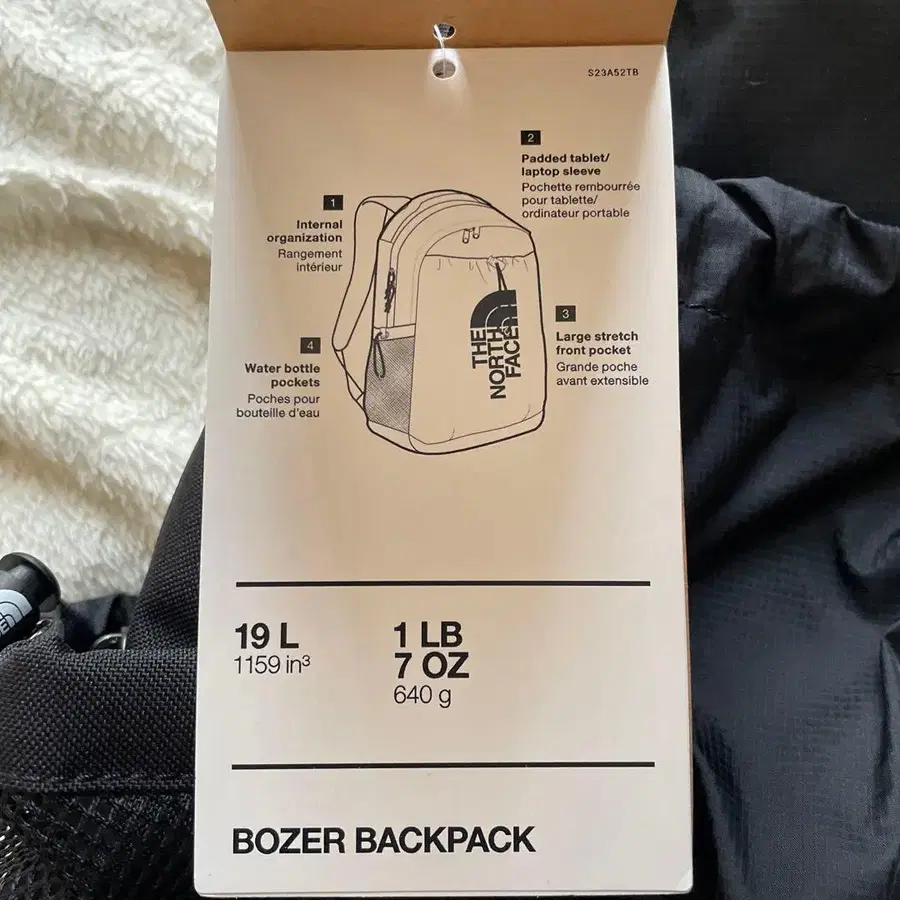 S23A52TB
2
Padded tablet/
laptop sleeve
Pochette rembourrée
pour tablette/
ordinateur portable
1
Internal
organization
Rangement
intérieur
THE
NORTH
FACE
3
Large stretch
front pocket
Grande poche
avant extensible
4
Water bottle
pockets
Poches pour
bouteille d'eau
19 L
1159 in³
1 LB
7 OZ
640 g
BOZER BACKPACK